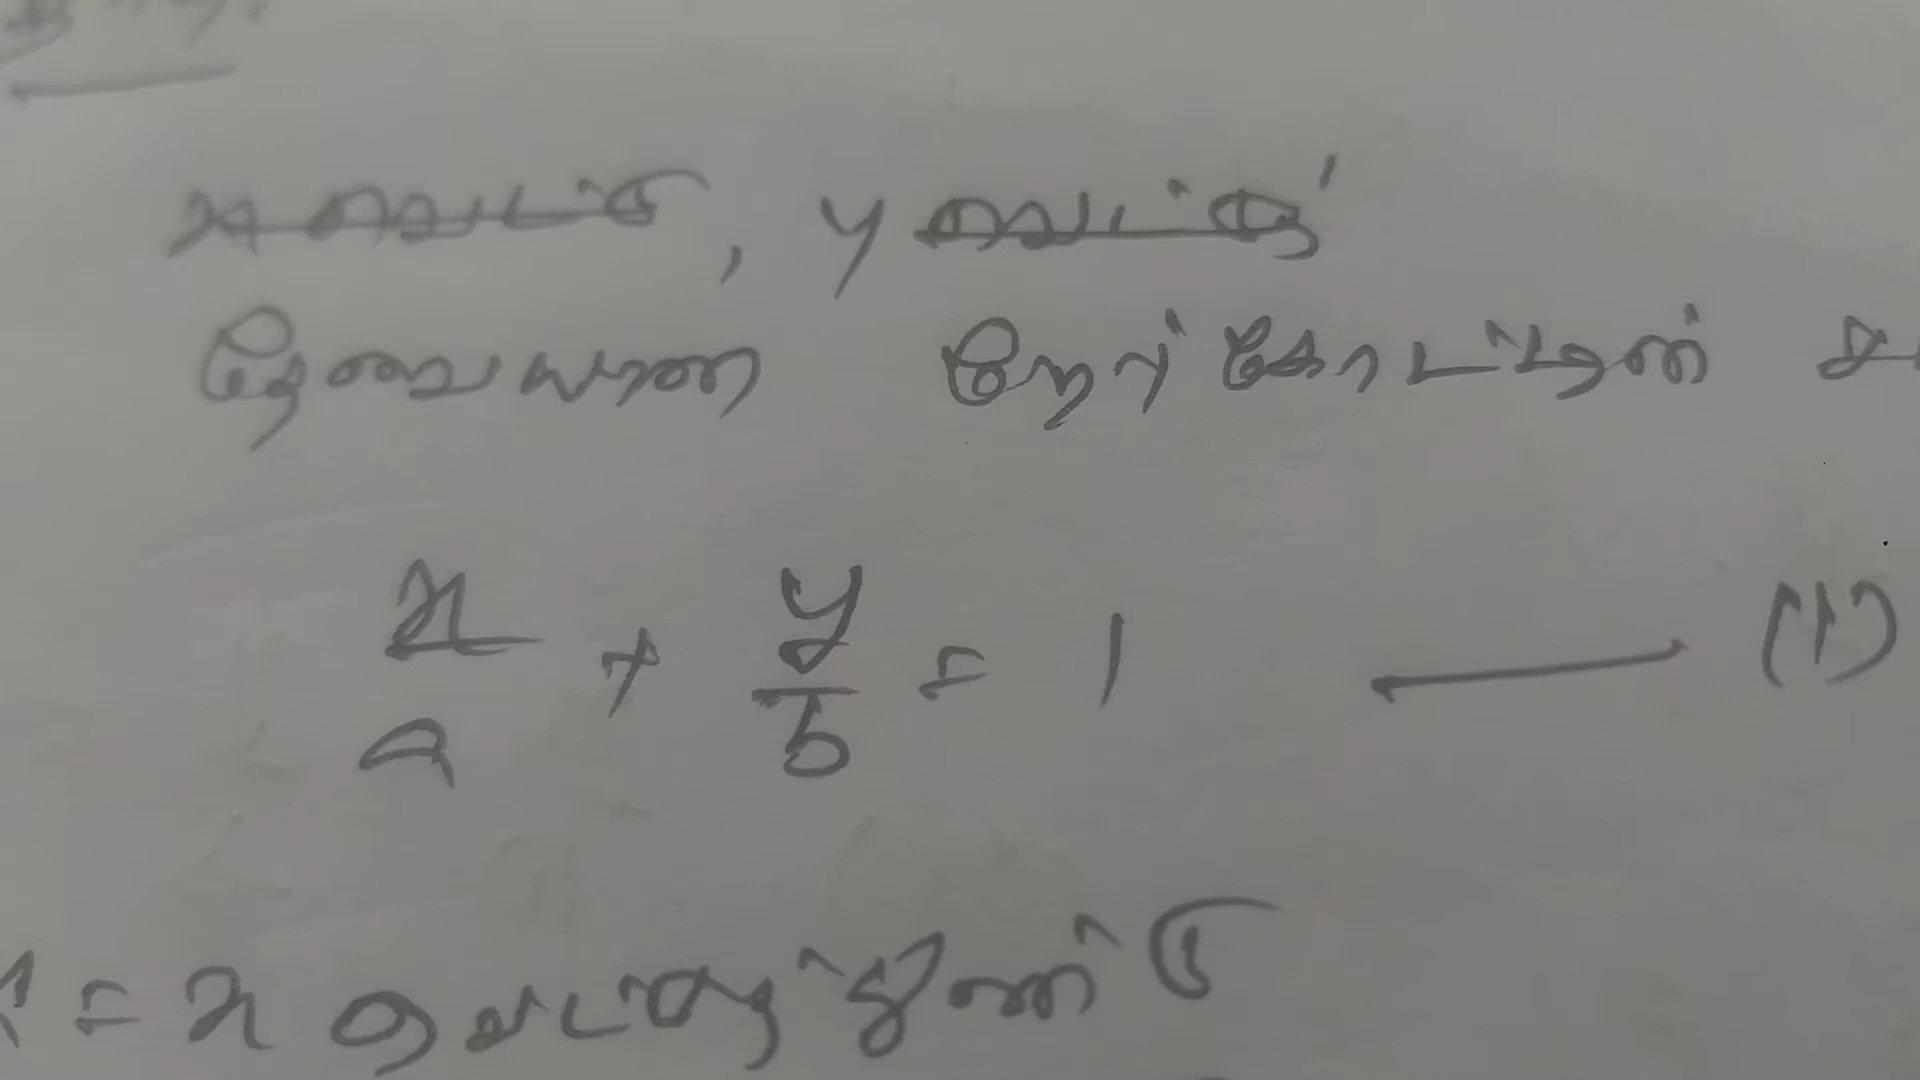 x வெட்டு, y வெட்டு
தேவையான நேர்கோட்டின்
x/a + y/b = 1 — (1)
= x வெட்டுத்துண்டு